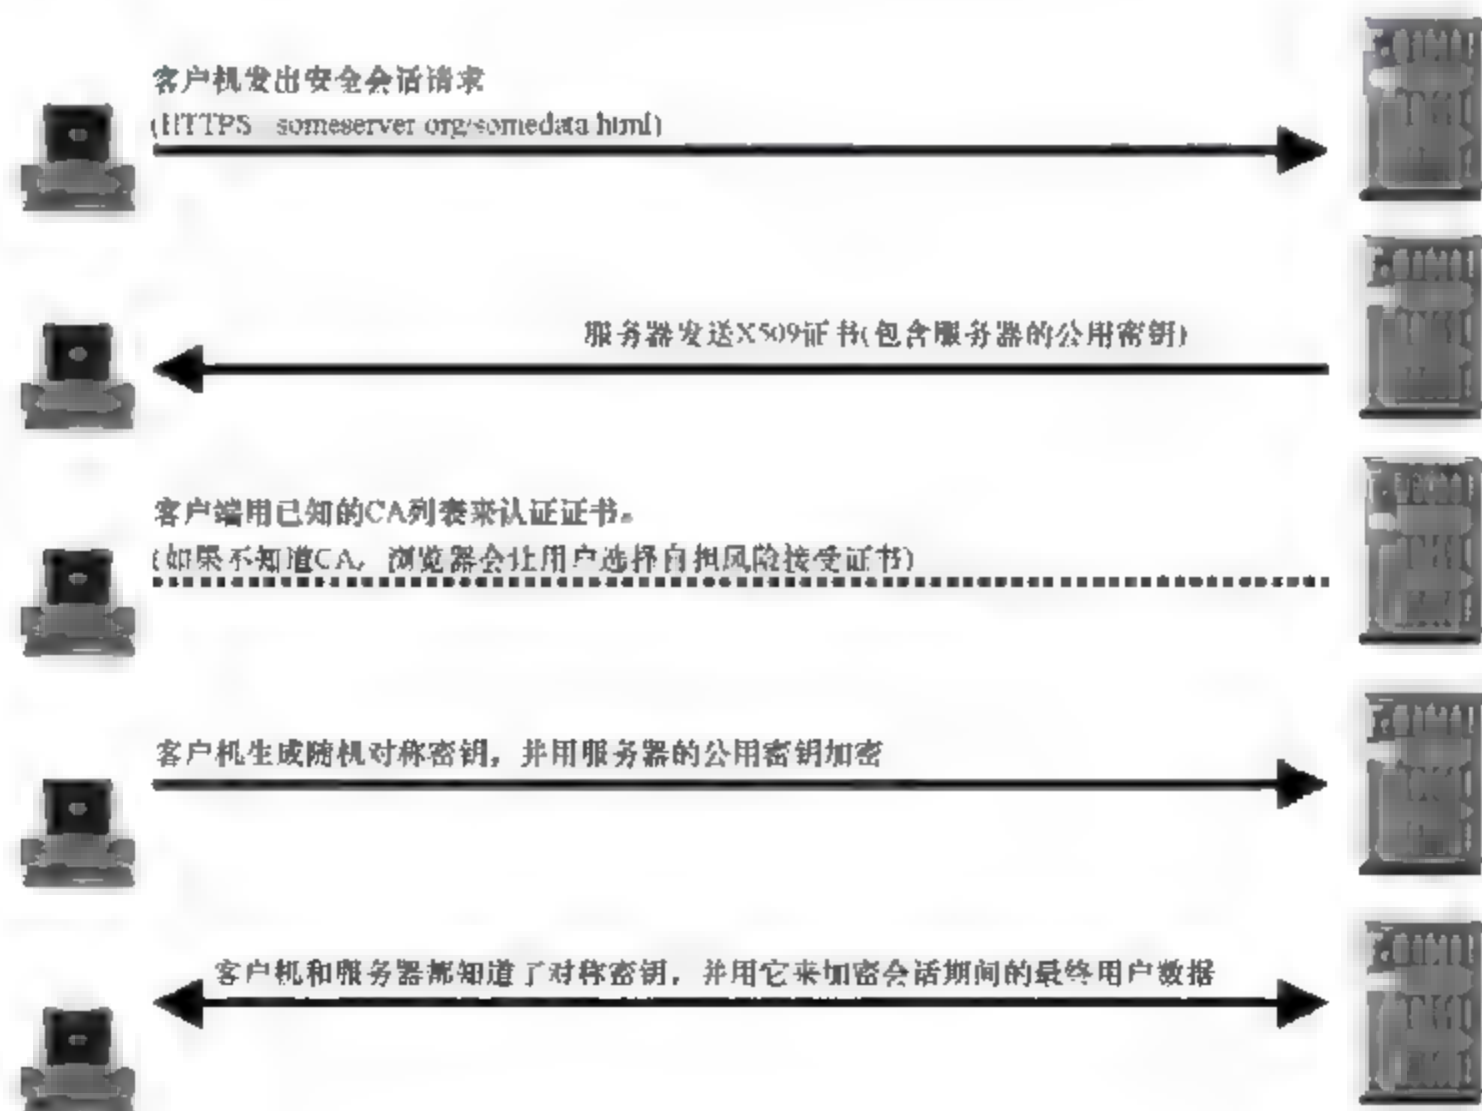 客户机发出安全会话请求
(HTTPS someserver org/somedata html)
服务器发送X509证书(包含服务器的公用密钥)
客户端用已知的CA列表来认证证书。
(如果不知道CA, 浏览器会让用户选择自担风险接受证书)
客户机生成随机对称密钥, 并用服务器的公用密钥加密
客户机和服务器都知道了对称密钥, 并用它来加密会话期间的最终用户数据